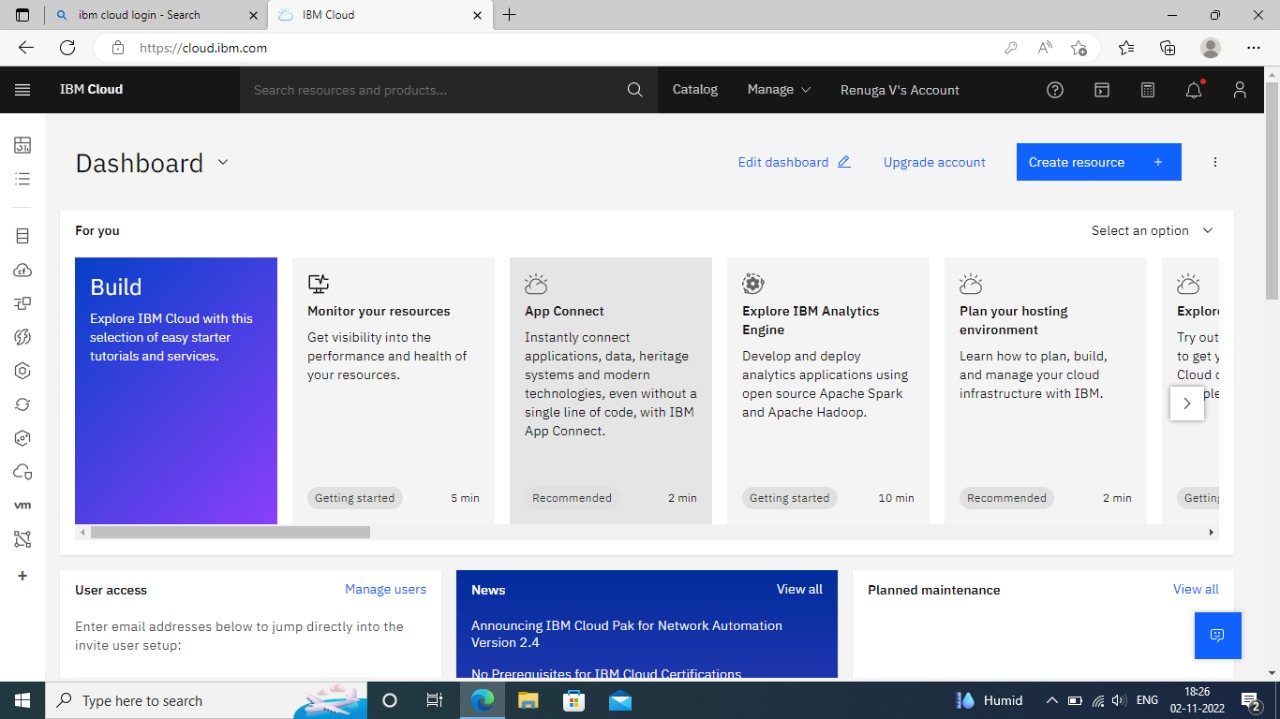 ibm cloud login - Search
IBM Cloud
https://cloud.ibm.com
IBM Cloud
Search resources and products...
Catalog
Manage
Renuga V's Account
Dashboard
Edit dashboard
Upgrade account
Create resource +
For you
Select an option
Build
Explore IBM Cloud with this
selection of easy starter
tutorials and services.
Monitor your resources
Get visibility into the
performance and health of
your resources.
Getting started
5 min
App Connect
Instantly connect
applications, data, heritage
systems and modern
technologies, even without a
single line of code, with IBM
App Connect.
Recommended
2 min
Explore IBM Analytics
Engine
Develop and deploy
analytics applications using
open source Apache Spark
and Apache Hadoop.
Getting started
10 min
Plan your hosting
environment
Learn how to plan, build,
and manage your cloud
infrastructure with IBM.
Recommended
2 min
Explor
Try out
to get y
Cloud
Getting
vm
User access
Manage users
Enter email addresses below to jump directly into the
invite user setup:
News
View all
Announcing IBM Cloud Pak for Network Automation
Version 2.4
No Prerequisites for IBM Cloud Certifications
Planned maintenance
View all
Type here to search
Humid
ENG
18:26
02-11-2022
2